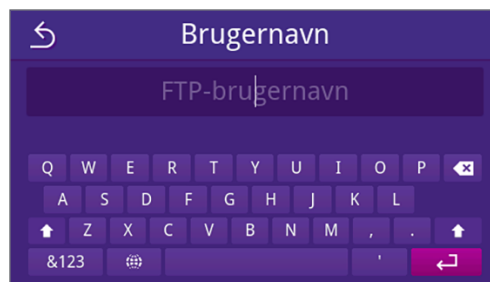 Brugernavn
FTP-brugernavn
Q W E R T Y U I O P
A S D F G H J K L
Z X C V B N M , .
&123 '